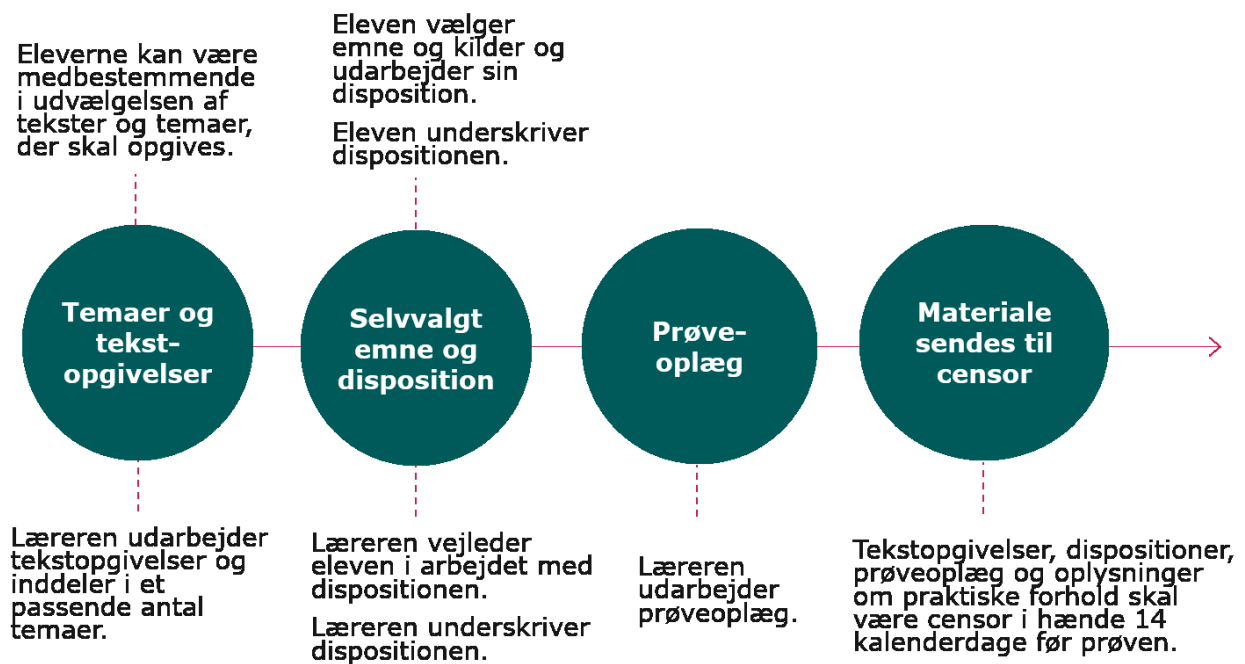 Eleverne kan være
medbestemmende
i udvælgelsen af
tekster og temaer,
der skal opgives.
Eleven vælger
emne og kilder og
udarbejder sin
disposition.
Eleven underskriver
dispositionen.
Temaer og
tekst-
opgivelser
Selvvalgt
emne og
disposition
Prøve-
oplæg
Materiale
sendes til
censor
Læreren udarbejder
tekstopgivelser og
inddeler i et
passende antal
temaer.
Læreren vejleder
eleven i arbejdet med
dispositionen.
Læreren underskriver
dispositionen.
Læreren
udarbejder
prøveoplæg.
Tekstopgivelser, dispositioner,
prøveoplæg og oplysninger
om praktiske forhold skal
være censor i hænde 14
kalenderdage før prøven.